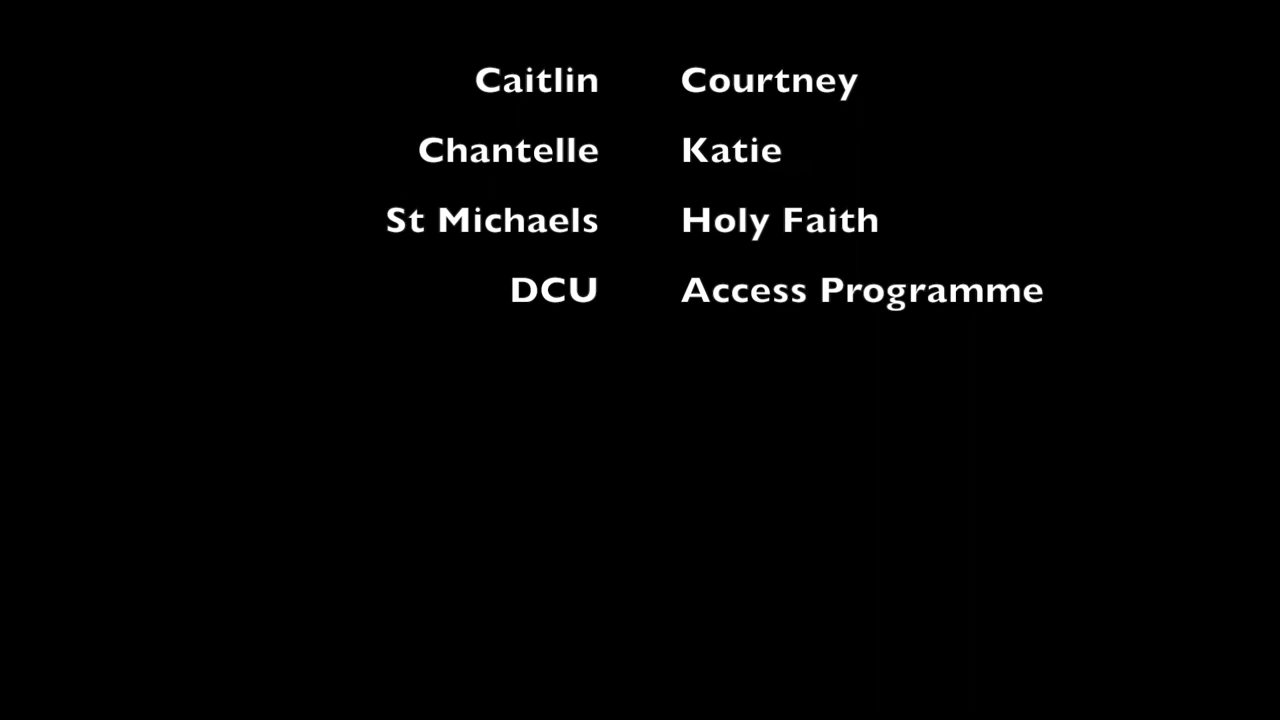 Caitlin Courtney
Chantelle Katie
St Michaels Holy Faith
DCU Access Programme